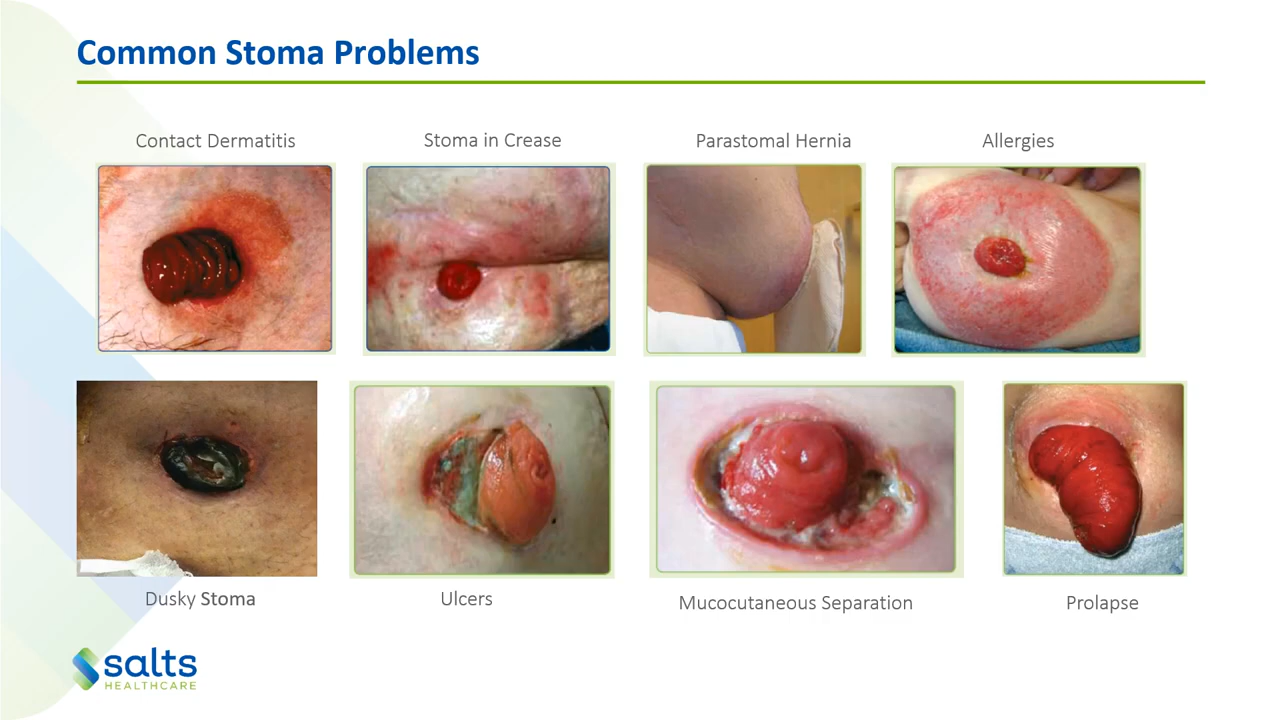 Common Stoma Problems
Contact Dermatitis
Stoma in Crease
Parastomal Hernia
Allergies
Dusky Stoma
Ulcers
Mucocutaneous Separation
Prolapse
salts
HEALTHCARE